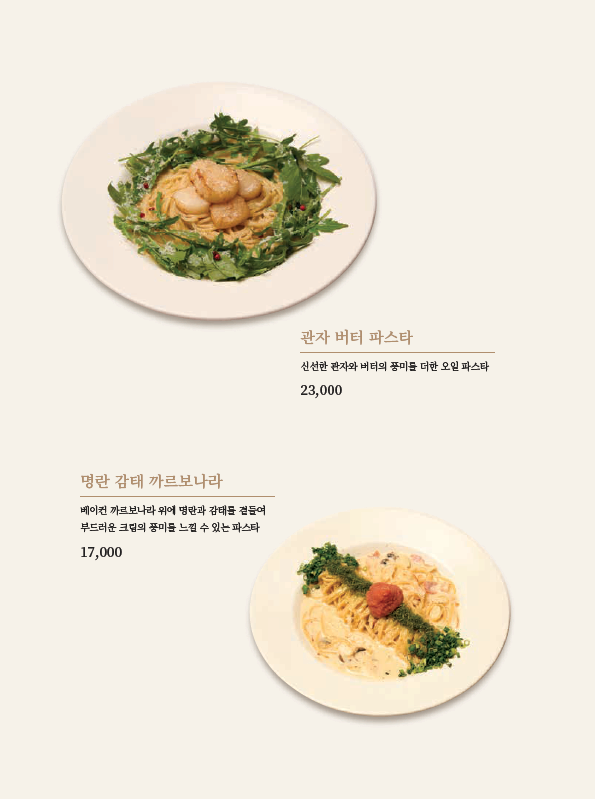 관자 버터 파스타
신선한 관자와 버터의 풍미를 더한 오일 파스타
23,000
명란 감태 까르보나라
베이컨 까르보나라 위에 명란과 감태를 곁들여
부드러운 크림의 풍미를 느낄 수 있는 파스타
17,000